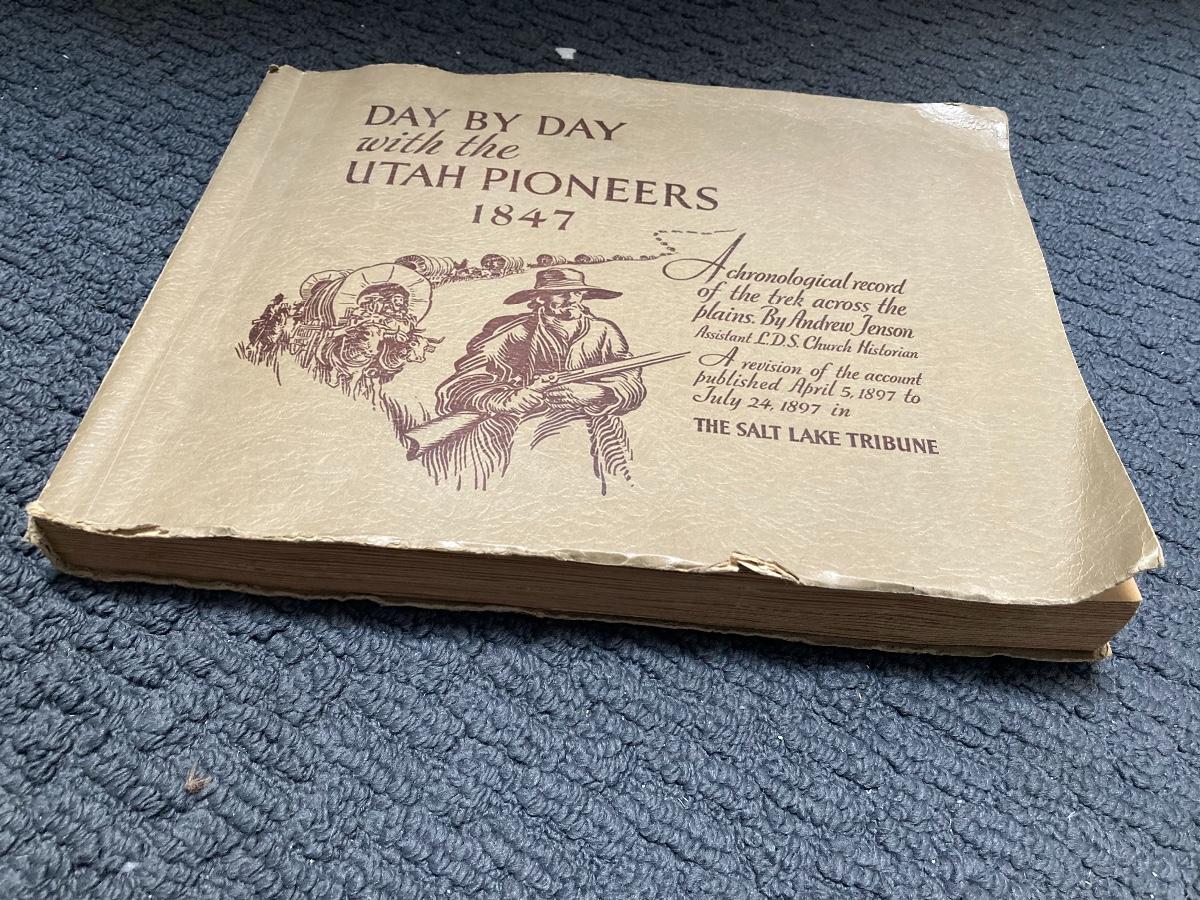 DAY BY DAY
with the
UTAH PIONEERS
1847
A chronological record
of the trek across the
plains. By Andrew Jenson
Assistant L.D.S. Church Historian
A revision of the account
published April 5, 1897 to
July 24, 1897 in
THE SALT LAKE TRIBUNE